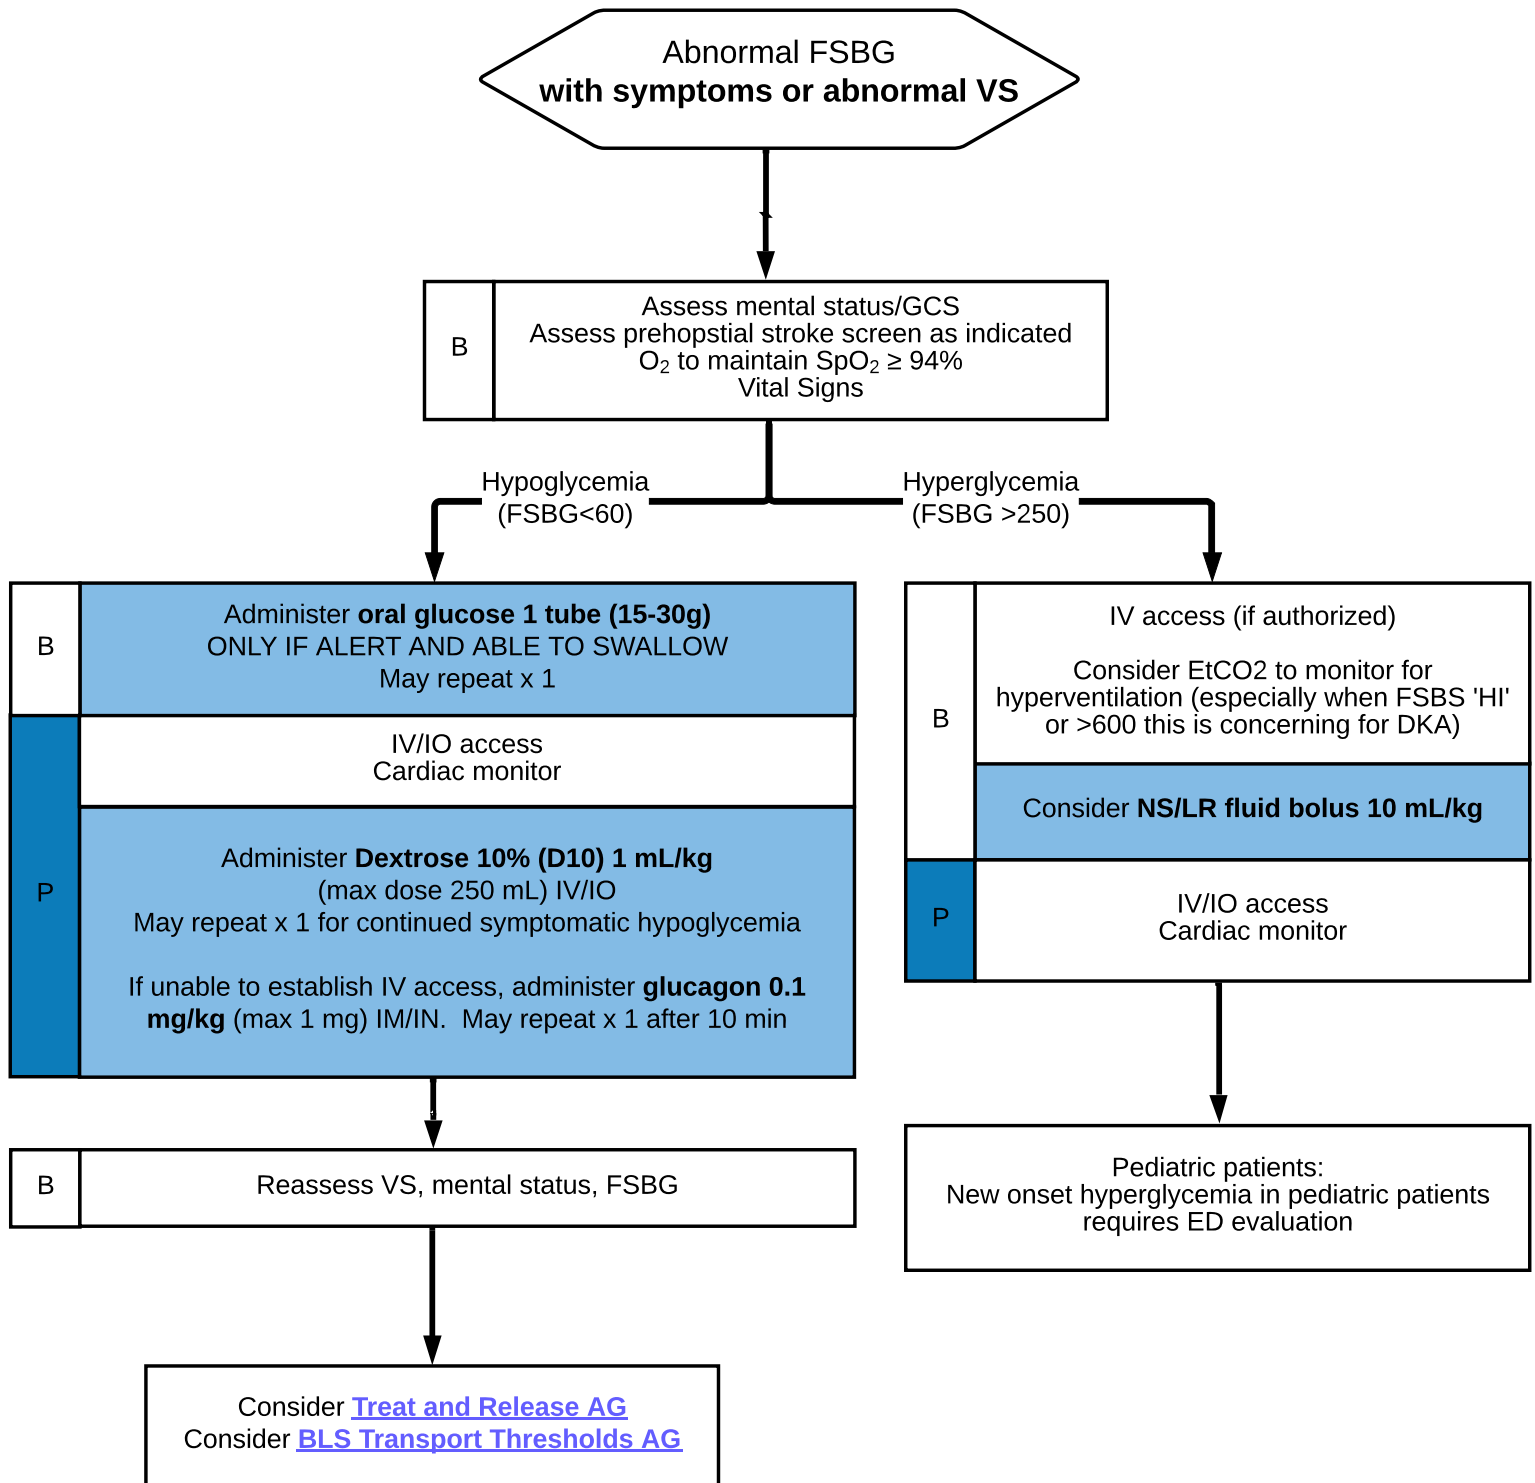 Abnormal FSBG
with symptoms or abnormal VS
B
Assess mental status/GCS
Assess prehopstial stroke screen as indicated
O₂ to maintain SpO₂ ≥ 94%
Vital Signs
Hypoglycemia
(FSBG<60)
Hyperglycemia
(FSBG >250)
B
Administer oral glucose 1 tube (15-30g)
ONLY IF ALERT AND ABLE TO SWALLOW
May repeat x 1
P
IV/IO access
Cardiac monitor
Administer Dextrose 10% (D10) 1 mL/kg
(max dose 250 mL) IV/IO
May repeat x 1 for continued symptomatic hypoglycemia
If unable to establish IV access, administer glucagon 0.1
mg/kg (max 1 mg) IM/IN.  May repeat x 1 after 10 min
B
Reassess VS, mental status, FSBG
Consider Treat and Release AG
Consider BLS Transport Thresholds AG
B
IV access (if authorized)
Consider EtCO2 to monitor for
hyperventilation (especially when FSBS 'HI'
or >600 this is concerning for DKA)
Consider NS/LR fluid bolus 10 mL/kg
P
IV/IO access
Cardiac monitor
Pediatric patients:
New onset hyperglycemia in pediatric patients
requires ED evaluation